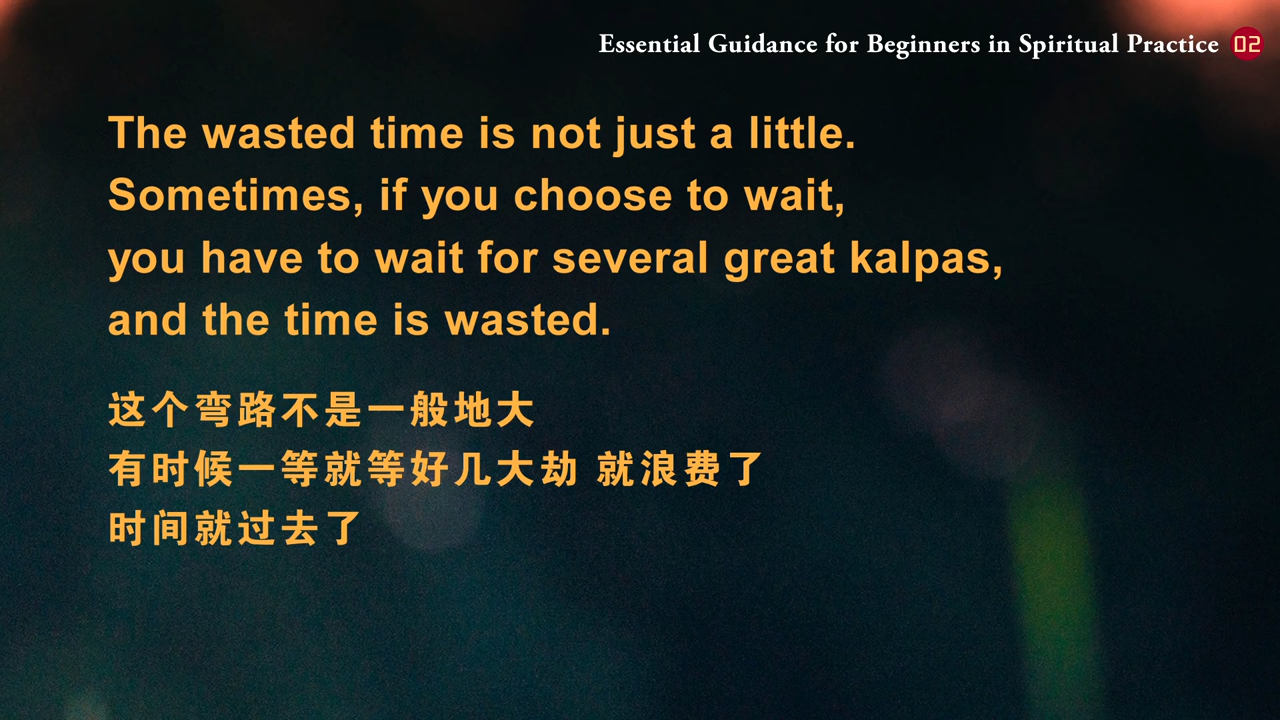 Essential Guidance for Beginners in Spiritual Practice 02
The wasted time is not just a little.
Sometimes, if you choose to wait,
you have to wait for several great kalpas,
and the time is wasted.
这个弯路不是一般地大
有时候一等就等好几大劫 就浪费了
时间就过去了